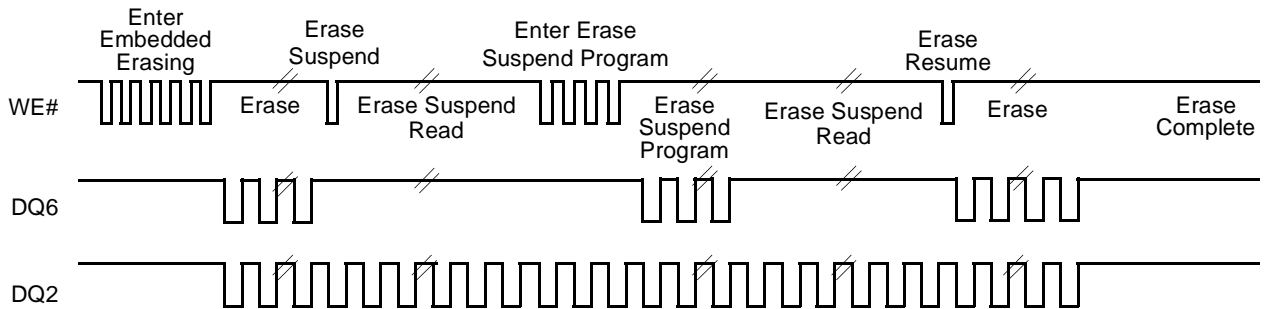 Enter
Embedded
Erasing
Erase
Suspend
Enter Erase
Suspend Program
Erase
Resume
WE#
Erase
Erase Suspend
Read
Erase
Suspend
Program
Erase Suspend
Read
Erase
Erase
Complete
DQ6
DQ2